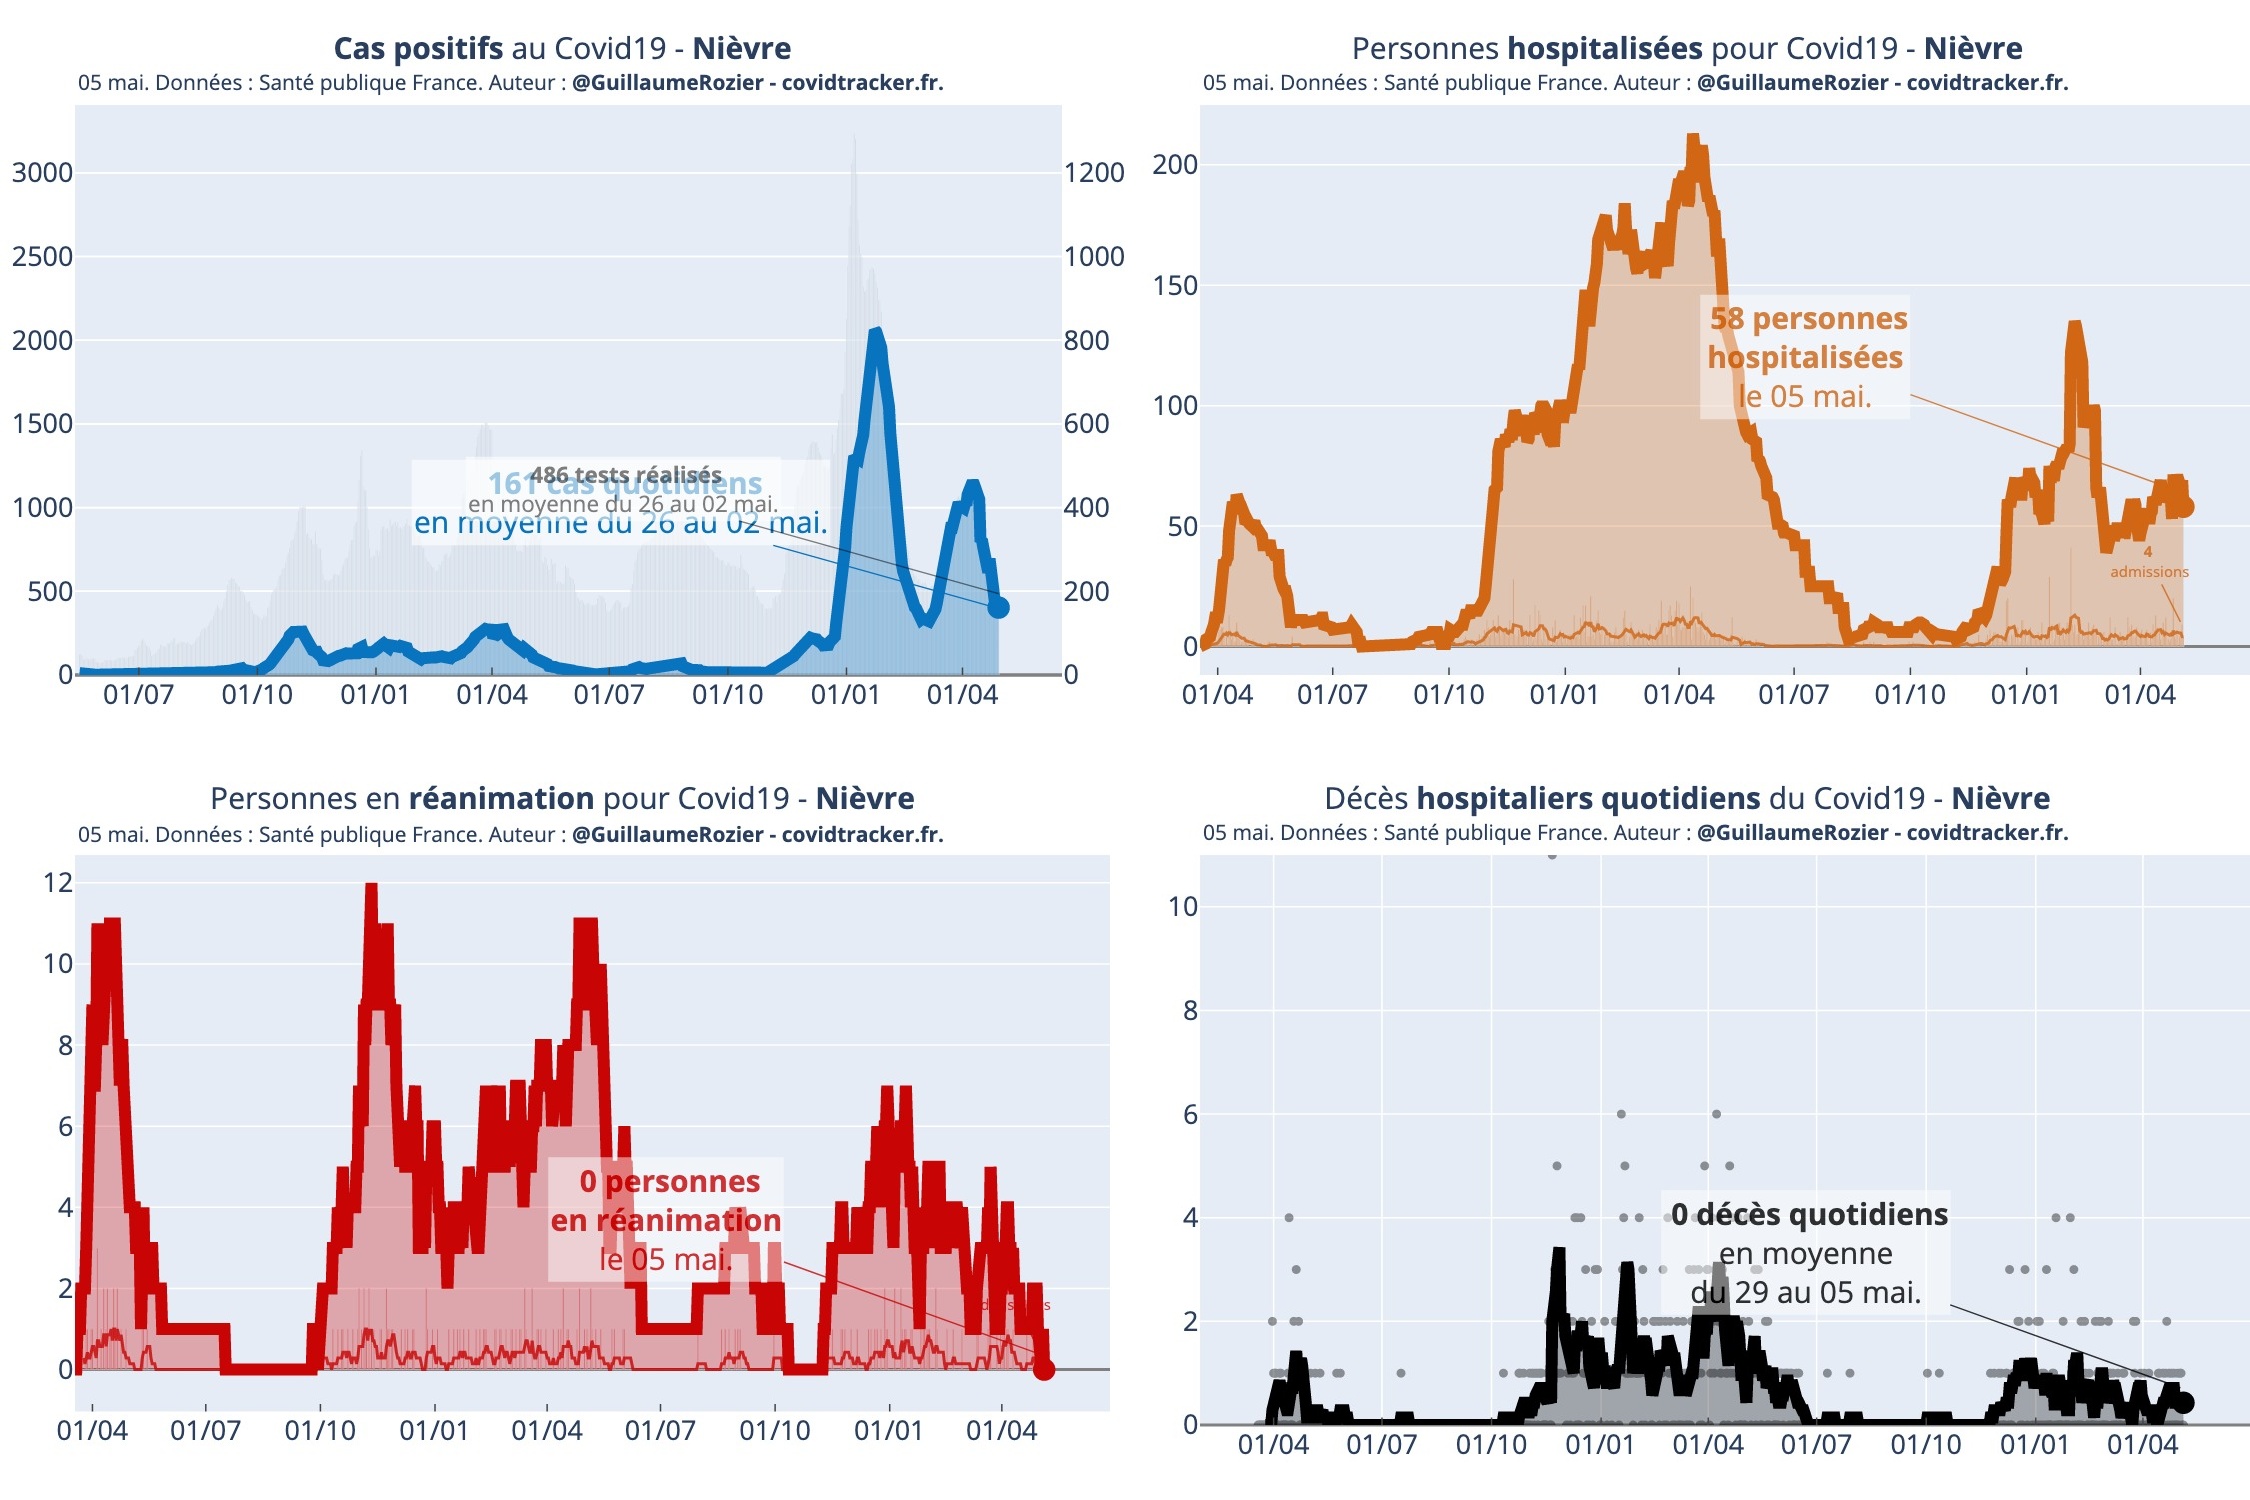 Cas positifs au Covid19 - Nièvre
05 mai. Données : Santé publique France. Auteur : @GuillaumeRozier - covidtracker.fr.
3000
2500
2000
1500
1000
500
0
1200
1000
800
600
400
200
0
486 tests réalisés
en moyenne du 26 au 02 mai.
161 cas quotidiens
en moyenne du 26 au 02 mai.
01/07 01/10 01/01 01/04 01/07 01/10 01/01 01/04
Personnes hospitalisées pour Covid19 - Nièvre
05 mai. Données : Santé publique France. Auteur : @GuillaumeRozier - covidtracker.fr.
200
150
100
50
0
58 personnes
hospitalisées
le 05 mai.
4
admissions
01/04 01/07 01/10 01/01 01/04 01/07 01/10 01/01 01/04
Personnes en réanimation pour Covid19 - Nièvre
05 mai. Données : Santé publique France. Auteur : @GuillaumeRozier - covidtracker.fr.
12
10
8
6
4
2
0
0 personnes
en réanimation
le 05 mai.
01/04 01/07 01/10 01/01 01/04 01/07 01/10 01/01 01/04
Décès hospitaliers quotidiens du Covid19 - Nièvre
05 mai. Données : Santé publique France. Auteur : @GuillaumeRozier - covidtracker.fr.
10
8
6
4
2
0
0 décès quotidiens
en moyenne
du 29 au 05 mai.
01/04 01/07 01/10 01/01 01/04 01/07 01/10 01/01 01/04